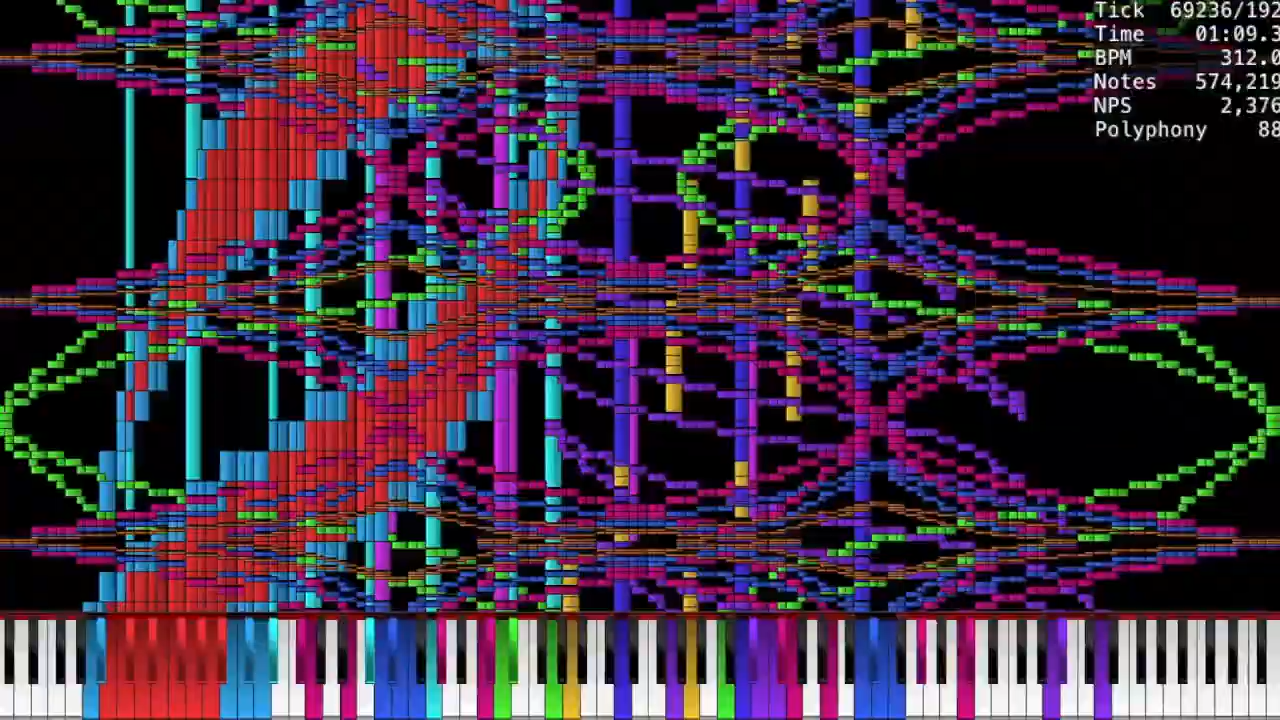 Tick 69236/192
Time 01:09.3
BPM 312.0
Notes 574,219
NPS 2,376
Polyphony 88